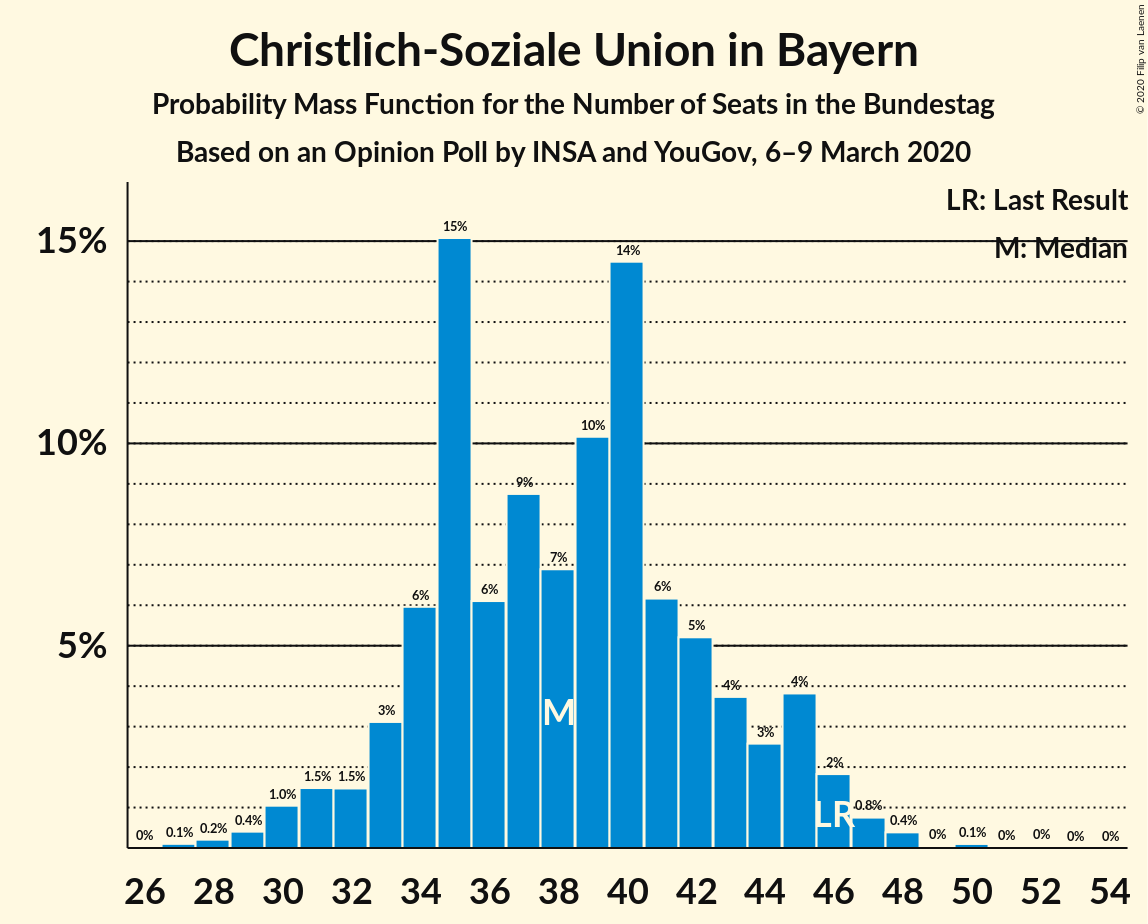 Christlich-Soziale Union in Bayern
Probability Mass Function for the Number of Seats in the Bundestag
Based on an Opinion Poll by INSA and YouGov, 6–9 March 2020
© 2020 Filip van Laenen
LR: Last Result
M: Median
15%
10%
5%
0% 0.1% 0.2% 0.4% 1.0% 1.5% 1.5% 3% 6% 15% 6% 9% 7% 10% 14% 6% 5% 4% 3% 4% 2% 0.8% 0.4% 0% 0.1% 0% 0% 0% 0%
M
LR
26 28 30 32 34 36 38 40 42 44 46 48 50 52 54